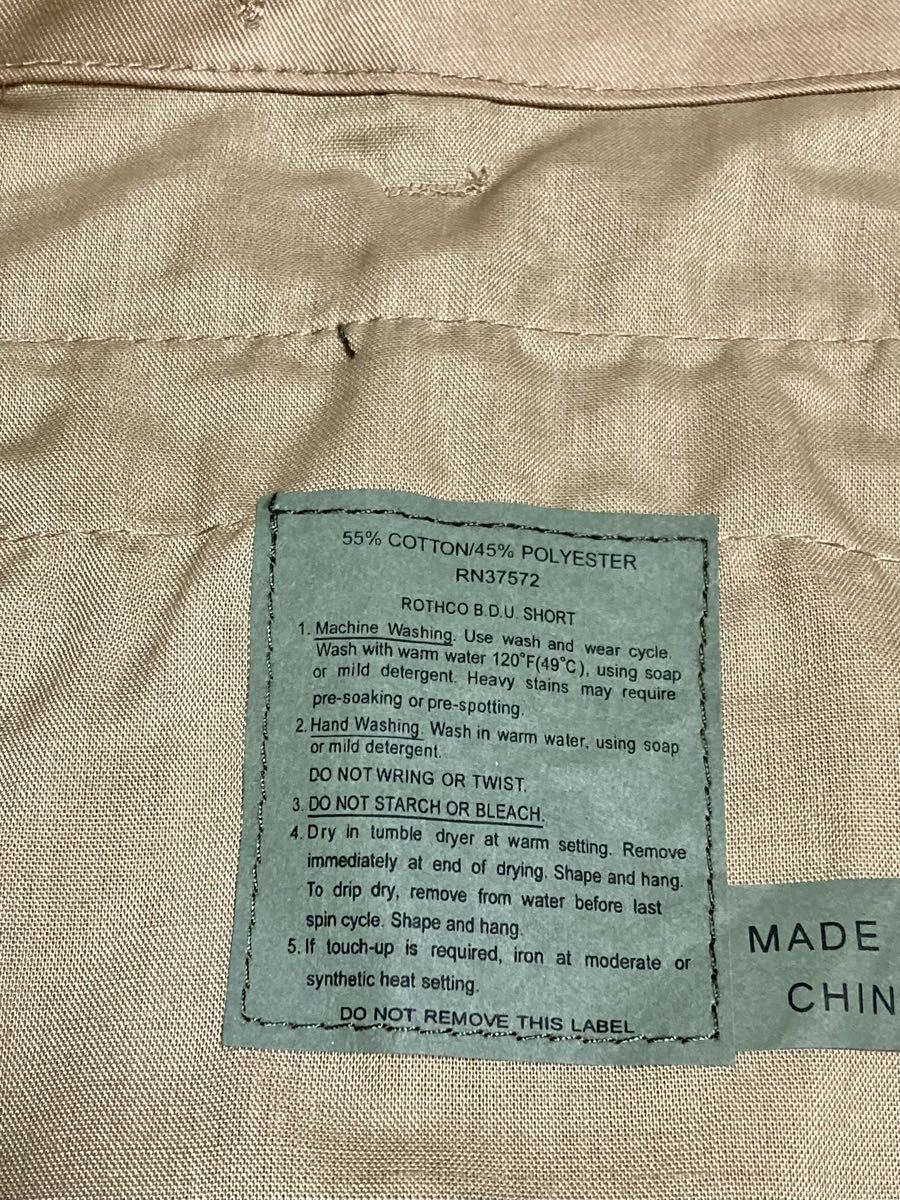 55% COTTON/45% POLYESTER
RN37572
ROTHCO B.D.U. SHORT
1. Machine Washing. Use wash and wear cycle.
Wash with warm water 120°F(49°C), using soap
or mild detergent. Heavy stains may require
pre-soaking or pre-spotting.
2. Hand Washing. Wash in warm water, using soap
or mild detergent.
DO NOT WRING OR TWIST.
3. DO NOT STARCH OR BLEACH.
4. Dry in tumble dryer at warm setting. Remove
immediately at end of drying. Shape and hang.
To drip dry, remove from water before last
spin cycle. Shape and hang.
5. If touch-up is required, iron at moderate or
synthetic heat setting.
DO NOT REMOVE THIS LABEL
MADE
CHIN